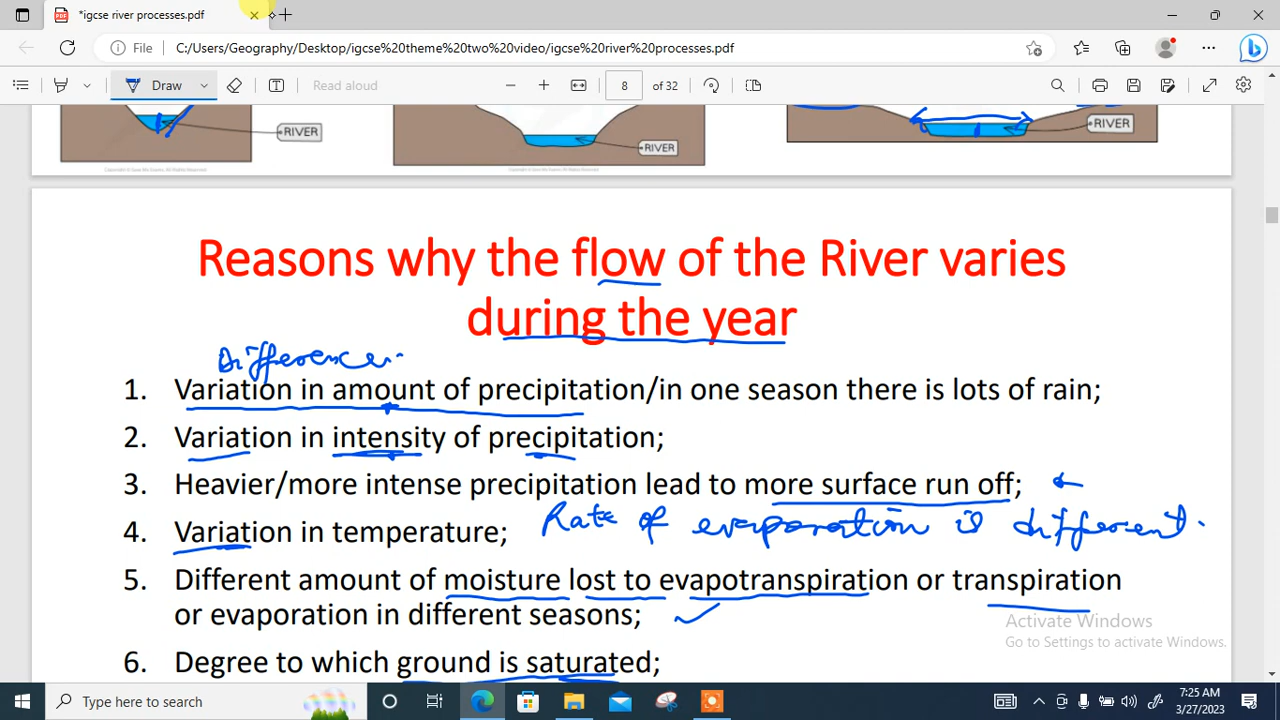 *igcse river processes.pdf
File
C:/Users/Geography/Desktop/igcse%20theme%20two%20video/igcse%20river%20processes.pdf
Draw
Read aloud
8
of 32
RIVER
RIVER
RIVER
Reasons why the flow of the River varies
during the year
Difference
1. Variation in amount of precipitation/in one season there is lots of rain;
2. Variation in intensity of precipitation;
3. Heavier/more intense precipitation lead to more surface run off;
4. Variation in temperature; Rate of evaporation is different.
5. Different amount of moisture lost to evapotranspiration or transpiration
or evaporation in different seasons;
6. Degree to which ground is saturated;
Activate Windows
Go to Settings to activate Windows.
Type here to search
7:25 AM
3/27/2023